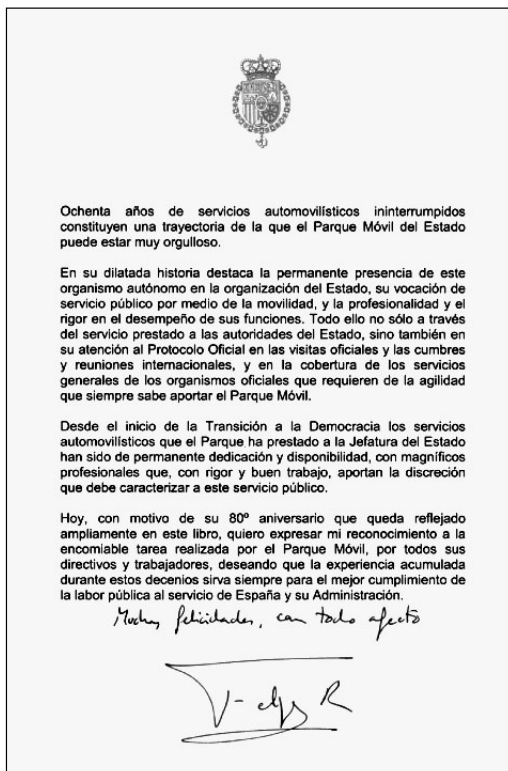 Ochenta años de servicios automovilísticos ininterrumpidos
constituyen una trayectoria de la que el Parque Móvil del Estado
puede estar muy orgulloso.
En su dilatada historia destaca la permanente presencia de este
organismo autónomo en la organización del Estado, su vocación de
servicio público por medio de la movilidad, y la profesionalidad y el
rigor en el desempeño de sus funciones. Todo ello no sólo a través
del servicio prestado a las autoridades del Estado, sino también en
su atención al Protocolo Oficial en las visitas oficiales y las cumbres
y reuniones internacionales, y en la cobertura de los servicios
generales de los organismos oficiales que requieren de la agilidad
que siempre sabe aportar el Parque Móvil.
Desde el inicio de la Transición a la Democracia los servicios
automovilísticos que el Parque ha prestado a la Jefatura del Estado
han sido de permanente dedicación y disponibilidad, con magníficos
profesionales que, con rigor y buen trabajo, aportan la discreción
que debe caracterizar a este servicio público.
Hoy, con motivo de su 80º aniversario que queda reflejado
ampliamente en este libro, quiero expresar mi reconocimiento a la
encomiable tarea realizada por el Parque Móvil, por todos sus
directivos y trabajadores, deseando que la experiencia acumulada
durante estos decenios sirva siempre para el mejor cumplimiento de
la labor pública al servicio de España y su Administración.
Muchas felicidades, con todo afecto